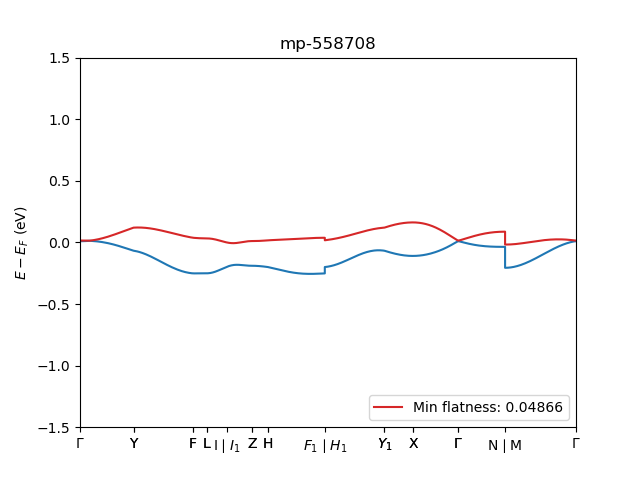 mp-558708
E − E_F (eV)
1.5
1.0
0.5
0.0
−0.5
−1.0
−1.5
Min flatness: 0.04866
Γ Y F L I | I₁ Z H F₁ | H₁ Y₁ X Γ N | M Γ